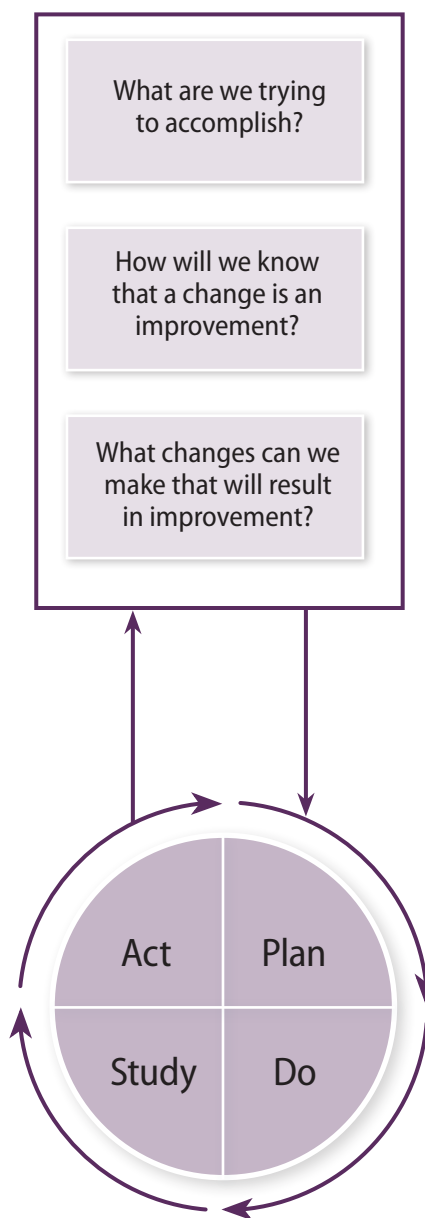 What are we trying
to accomplish?
How will we know
that a change is an
improvement?
What changes can we
make that will result
in improvement?
Act
Plan
Study
Do